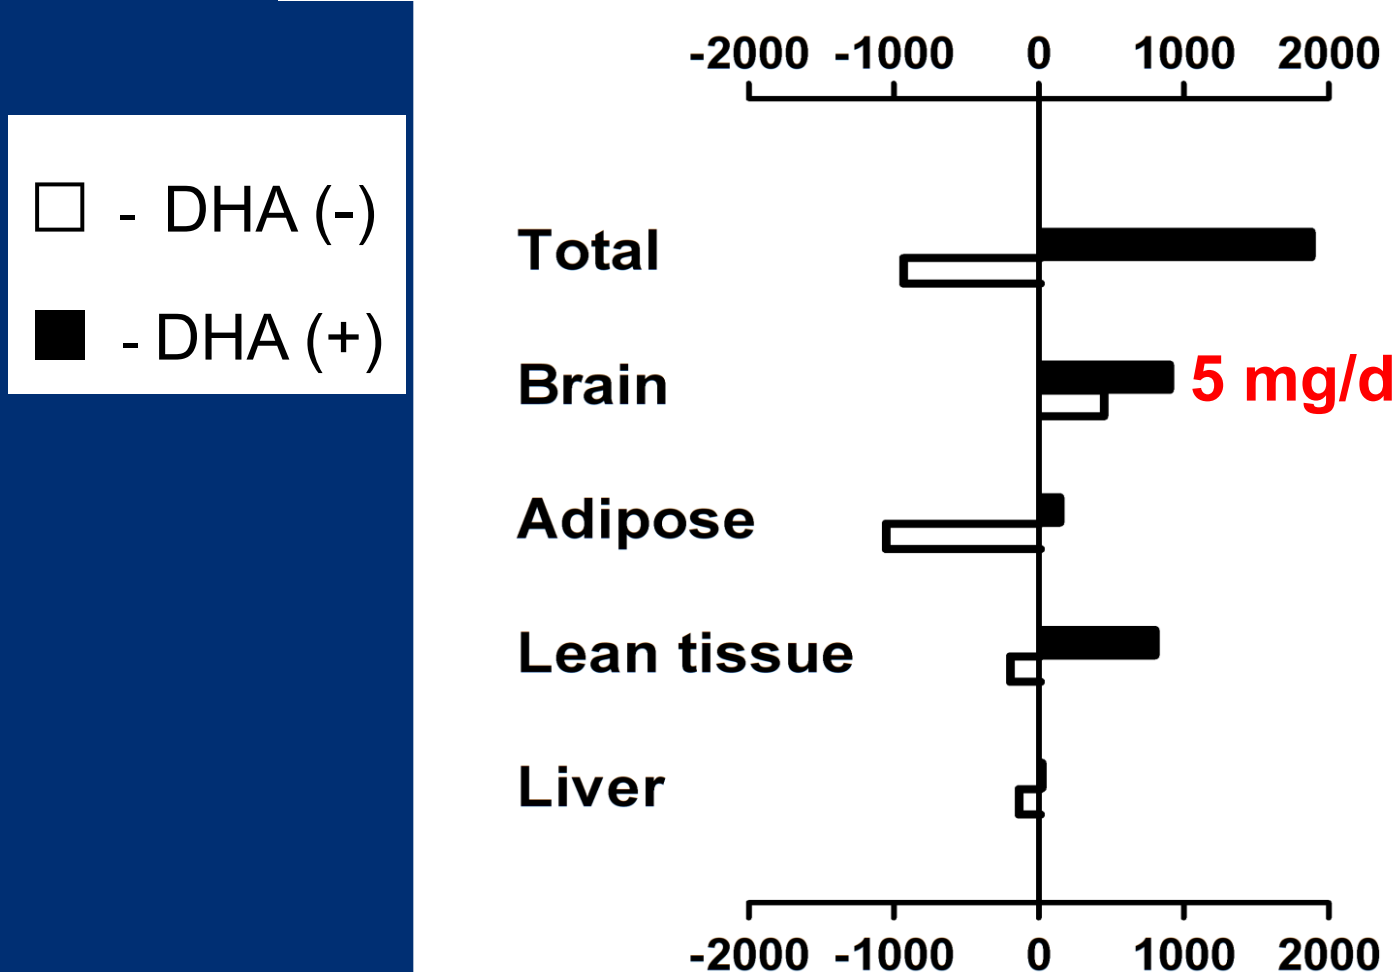 -2000 -1000 0 1000 2000
- DHA (-)
- DHA (+)
Total
Brain 5 mg/d
Adipose
Lean tissue
Liver
-2000 -1000 0 1000 2000